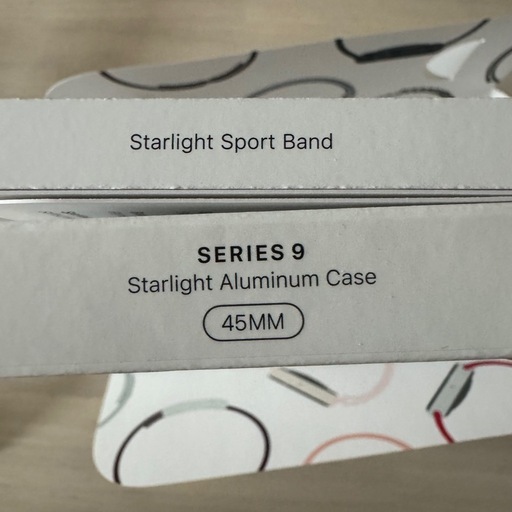 Starlight Sport Band
SERIES 9
Starlight Aluminum Case
45MM